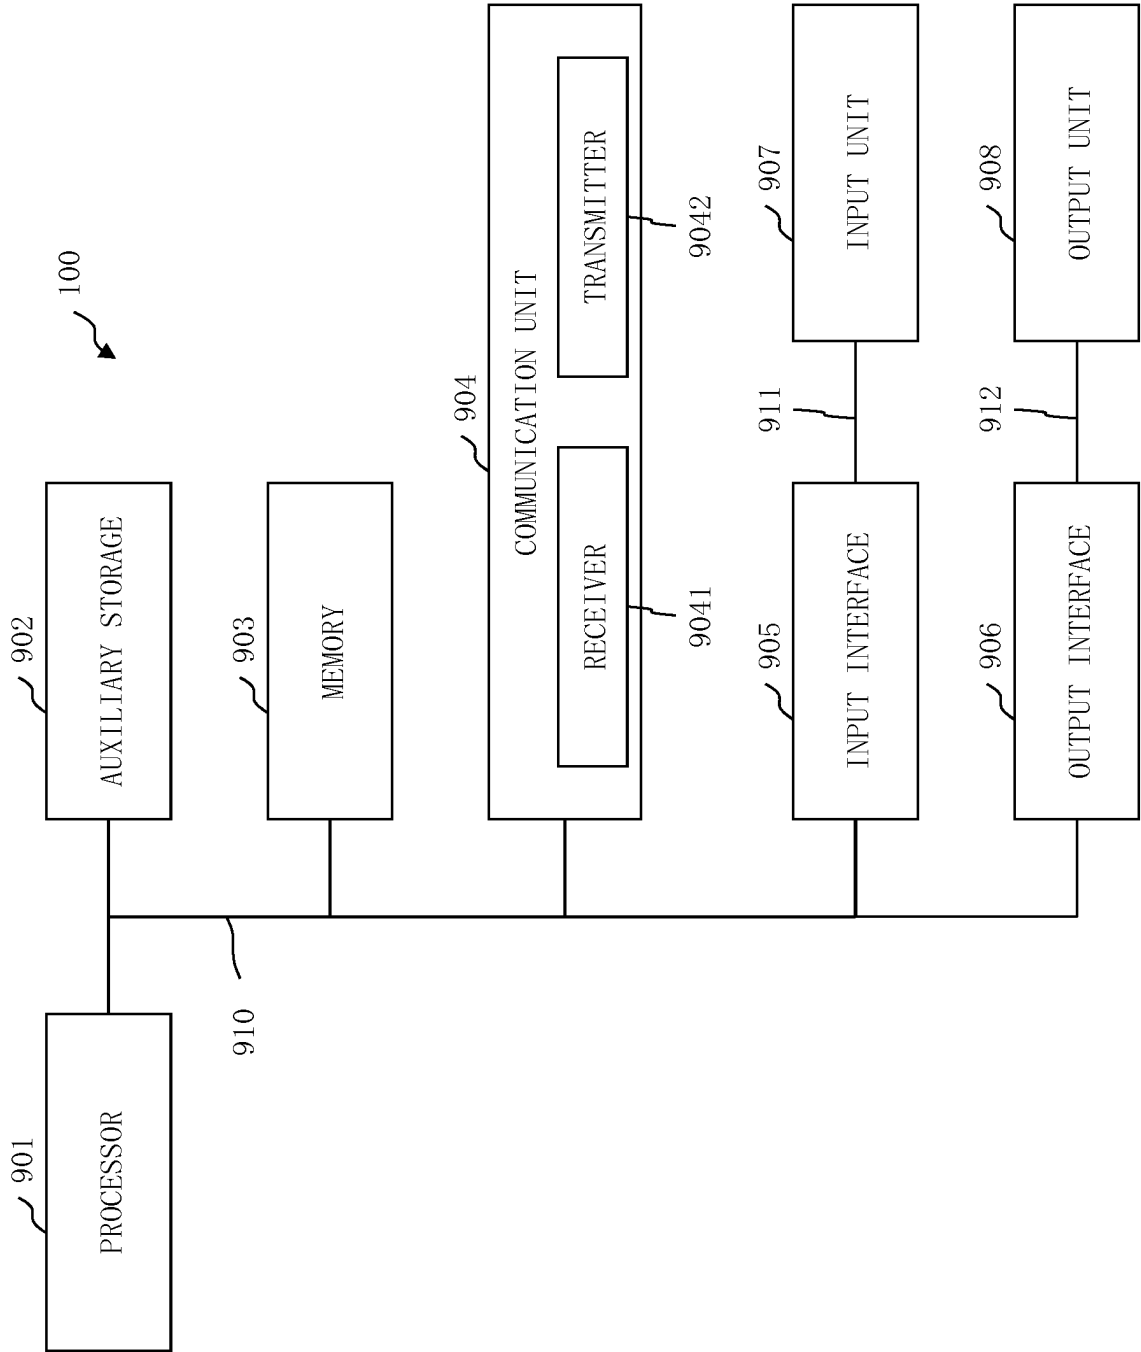 100
901
PROCESSOR
910
902
AUXILIARY STORAGE
903
MEMORY
904
COMMUNICATION UNIT
RECEIVER
9041
TRANSMITTER
9042
905
INPUT INTERFACE
911
907
INPUT UNIT
906
OUTPUT INTERFACE
912
908
OUTPUT UNIT